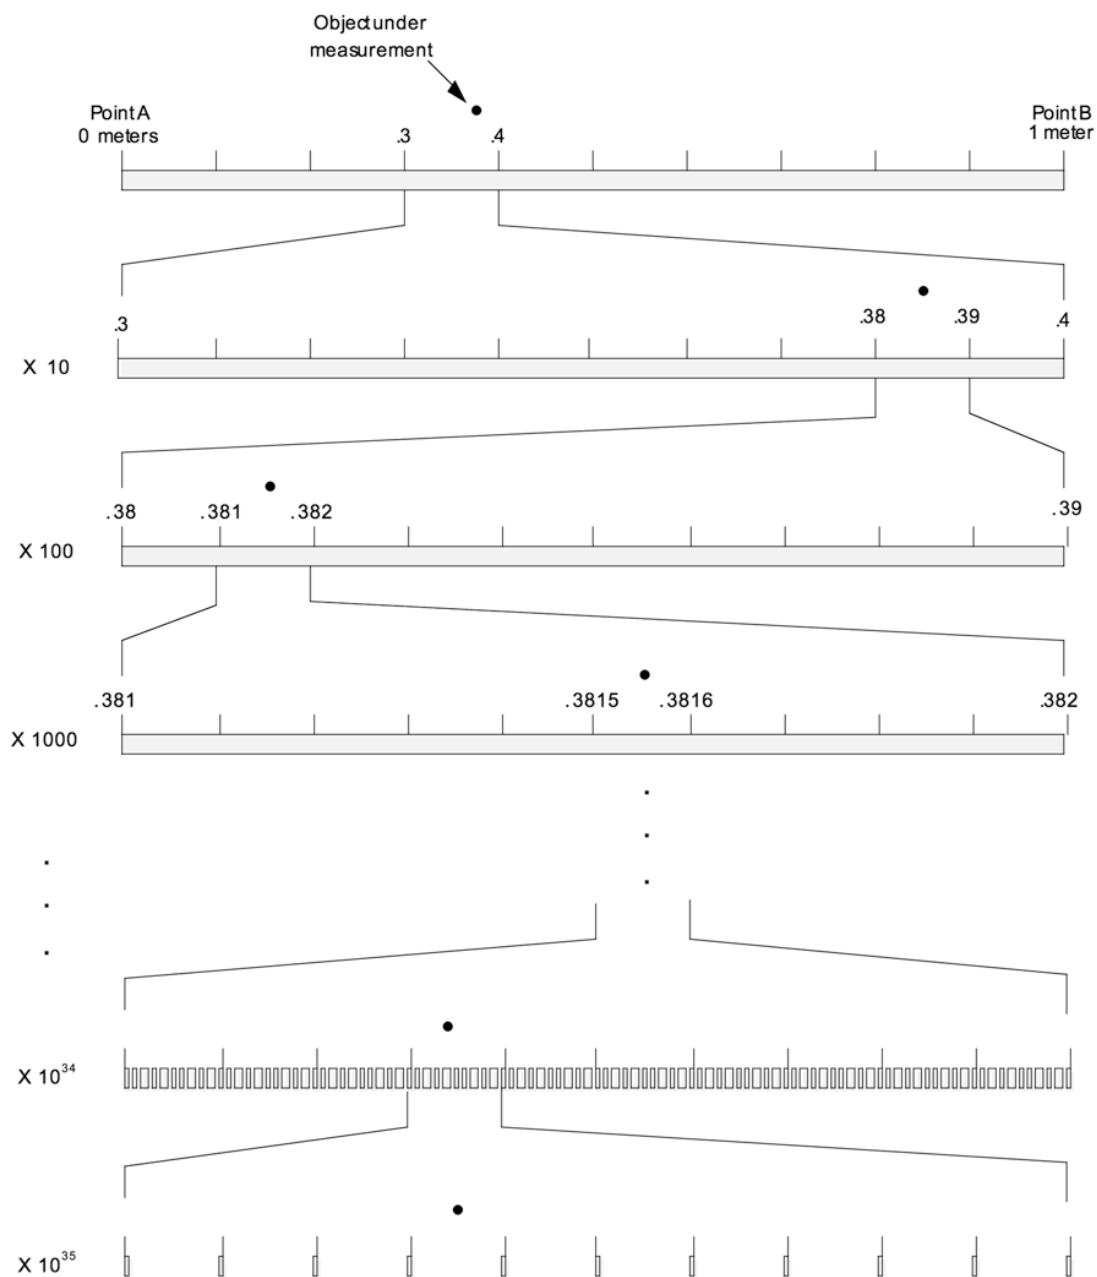 Object under
measurement
Point A
0 meters
.3
.4
Point B
1 meter
.3
.38
.39
.4
X 10
.38
.381
.382
.39
X 100
.381
.3815
.3816
.382
X 1000
X 10³⁴
X 10³⁵